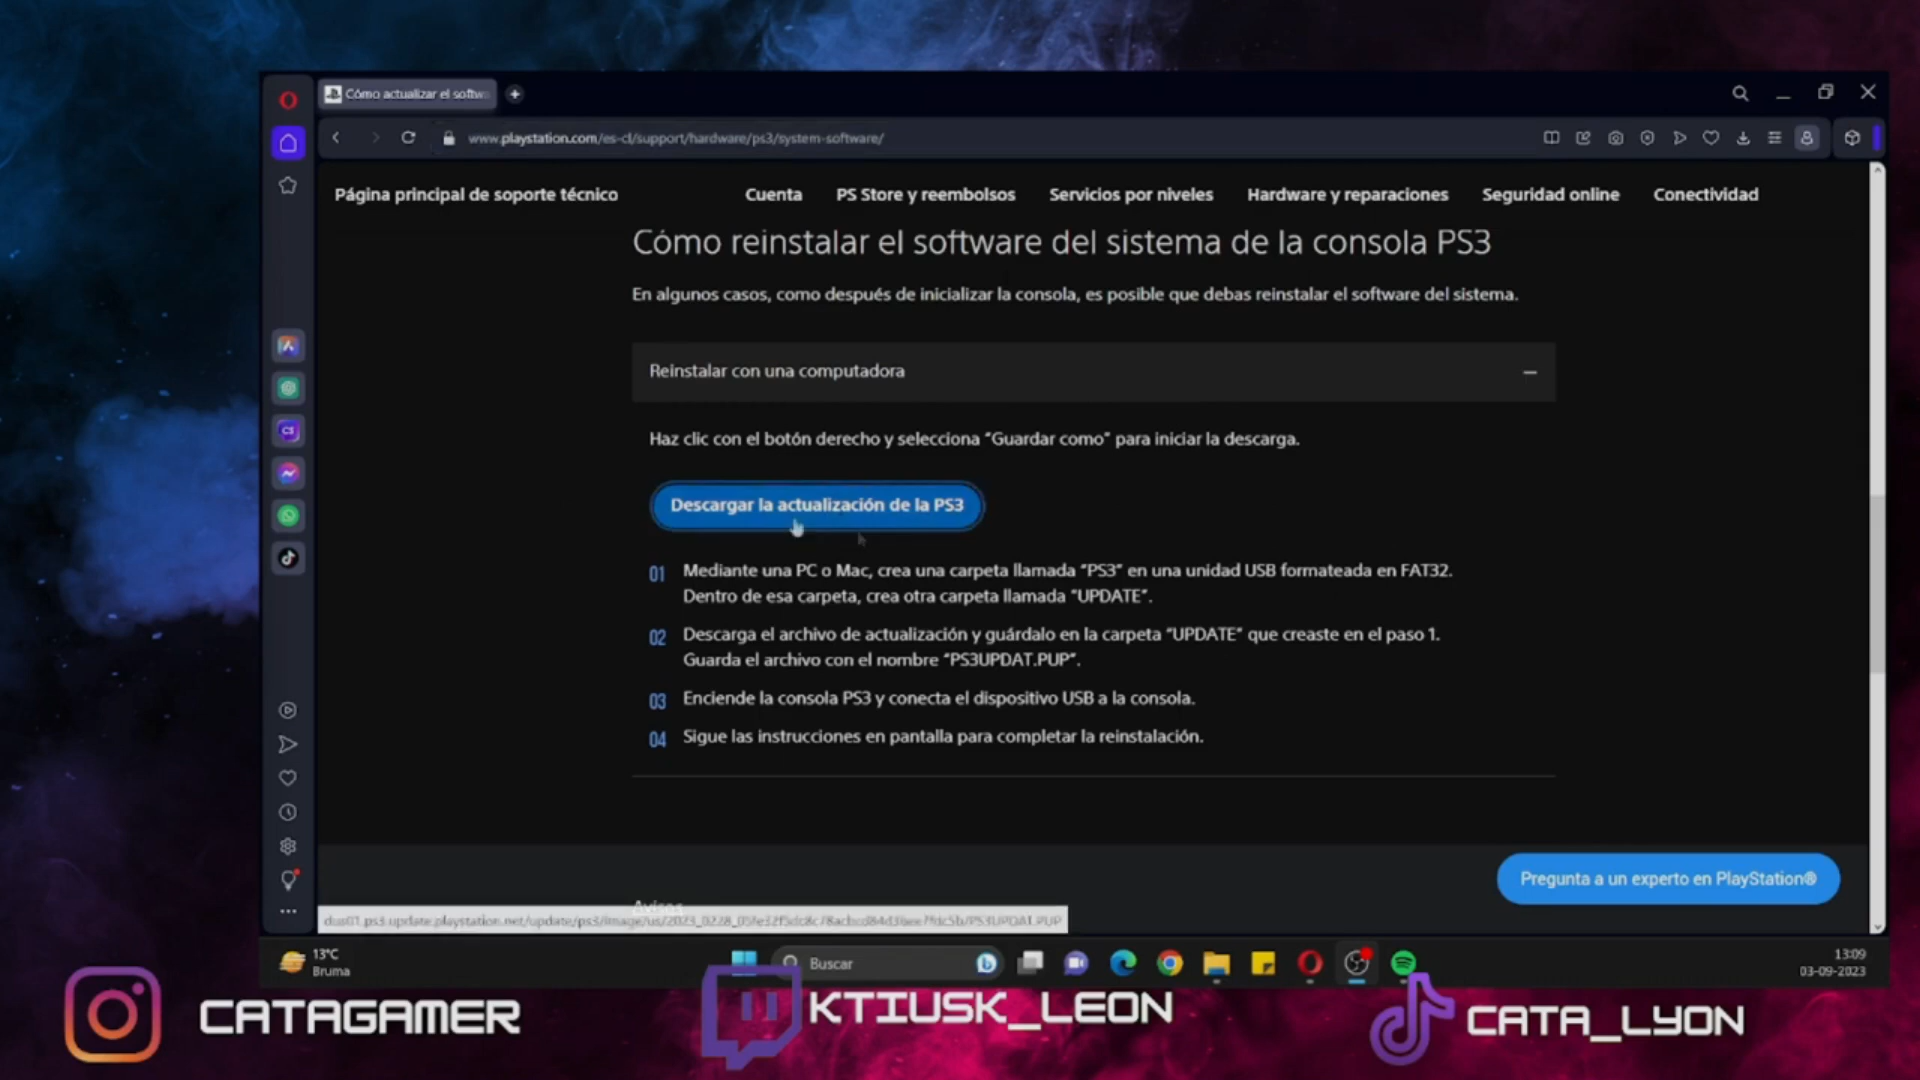 Cómo actualizar el softwa
www.playstation.com/es-cl/support/hardware/ps3/system-software/
Página principal de soporte técnico
Cuenta
PS Store y reembolsos
Servicios por niveles
Hardware y reparaciones
Seguridad online
Conectividad
Cómo reinstalar el software del sistema de la consola PS3
En algunos casos, como después de inicializar la consola, es posible que debas reinstalar el software del sistema.
Reinstalar con una computadora
Haz clic con el botón derecho y selecciona “Guardar como” para iniciar la descarga.
Descargar la actualización de la PS3
01 Mediante una PC o Mac, crea una carpeta llamada “PS3” en una unidad USB formateada en FAT32.
Dentro de esa carpeta, crea otra carpeta llamada “UPDATE”.
02 Descarga el archivo de actualización y guárdalo en la carpeta “UPDATE” que creaste en el paso 1.
Guarda el archivo con el nombre “PS3UPDAT.PUP”.
03 Enciende la consola PS3 y conecta el dispositivo USB a la consola.
04 Sigue las instrucciones en pantalla para completar la reinstalación.
Pregunta a un experto en PlayStation®
Avisos
13°C
Bruma
Buscar
13:09
03-09-2023
CATAGAMER
KTIUSK_LEON
CATA_LYON